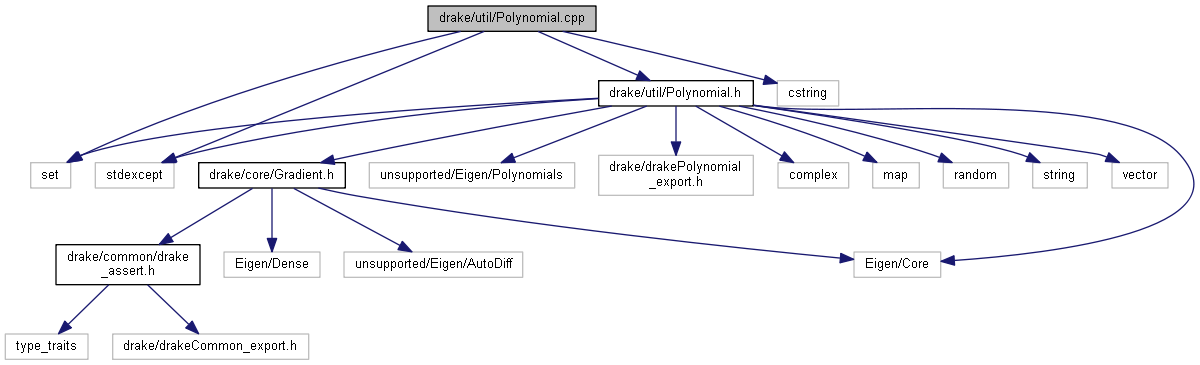 drake/util/Polynomial.cpp
drake/util/Polynomial.h
cstring
set
stdexcept
drake/core/Gradient.h
unsupported/Eigen/Polynomials
drake/drakePolynomial
_export.h
complex
map
random
string
vector
drake/common/drake
_assert.h
Eigen/Dense
unsupported/Eigen/AutoDiff
Eigen/Core
type_traits
drake/drakeCommon_export.h